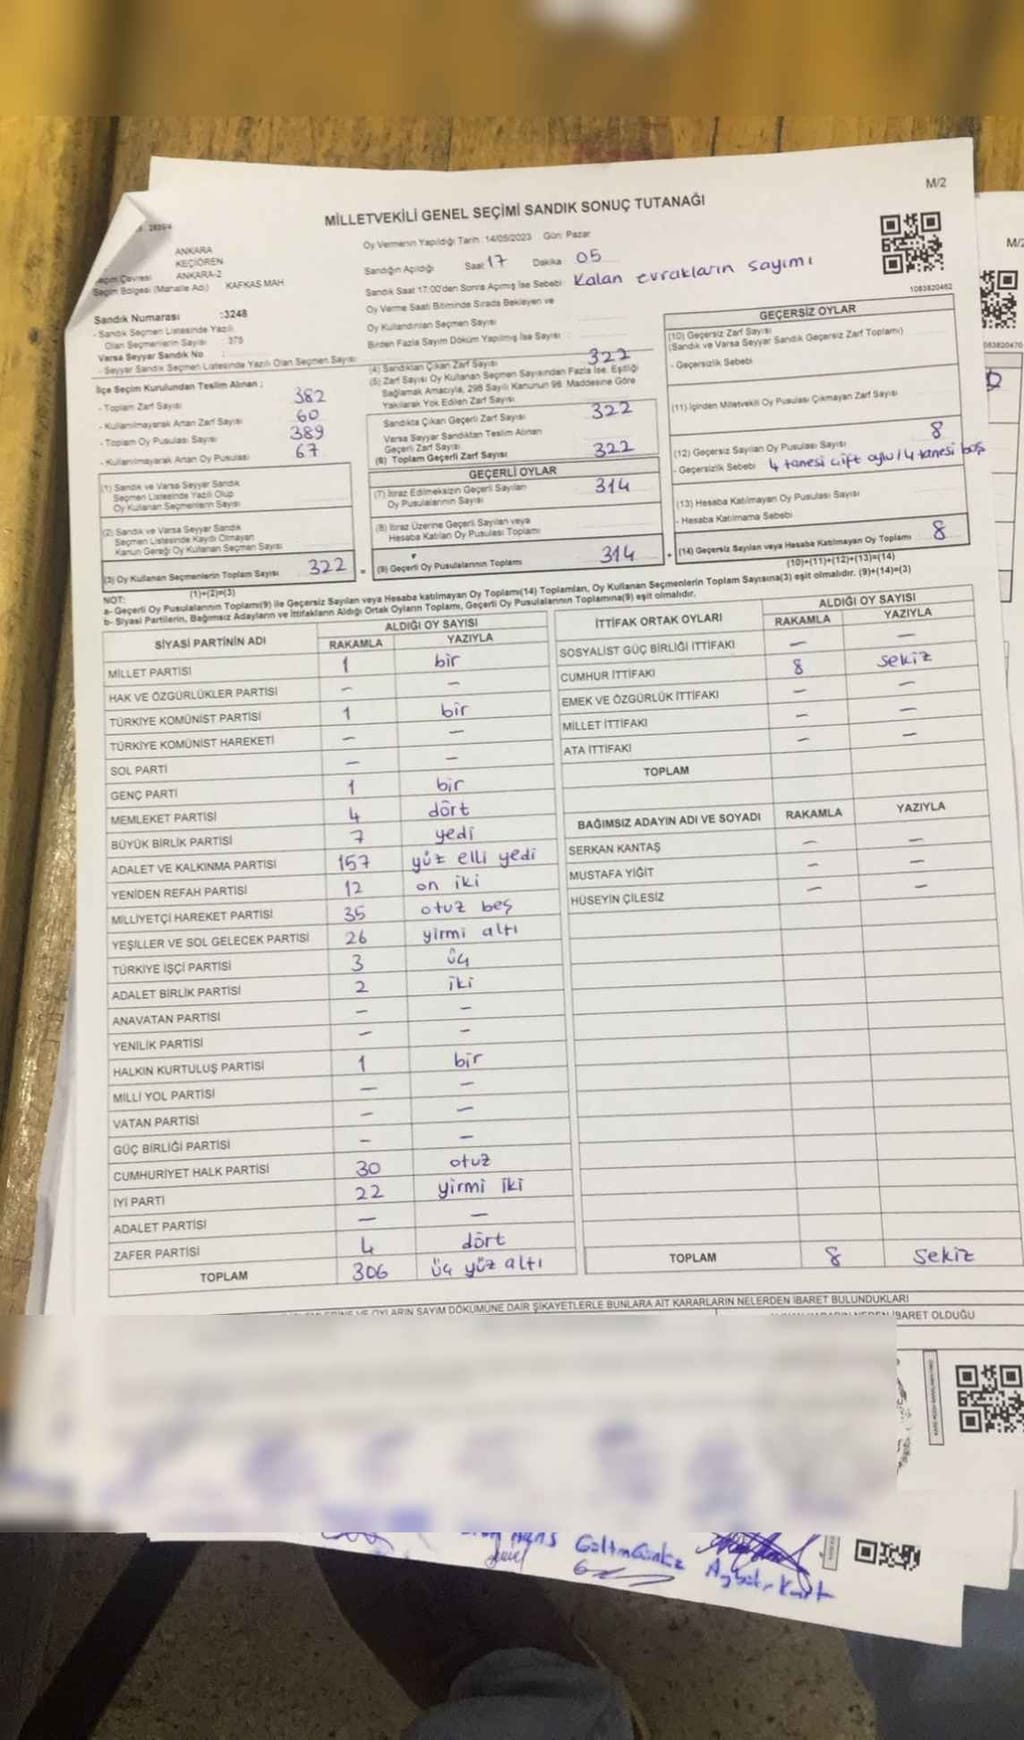 M/2
MİLLETVEKİLİ GENEL SEÇİMİ SANDIK SONUÇ TUTANAĞI
ANKARA
KEÇİÖREN
Seçim Çevresi ANKARA-2
Seçim Bölgesi (Mahalle Adı) KAFKAS MAH
Sandık Numarası :3248
- Sandık Seçmen Listesinde Yazılı
Olan Seçmenlerin Sayısı : 375
Varsa Seyyar Sandık No
- Seyyar Sandık Seçmen Listesinde Yazılı Olan Seçmen Sayısı
Oy Vermenin Yapıldığı Tarih :14/05/2023 Gün: Pazar
Sandığın Açıldığı Saat 17 Dakika 05
Sandık Saat 17:00'den Sonra Açılmış İse Sebebi Kalan evrakların sayımı
Oy Verme Saati Bitiminde Sırada Bekleyen ve
Oy Kullandırılan Seçmen Sayısı
Birden Fazla Sayım Döküm Yapılmış İse Sayısı
1083820462
İlçe Seçim Kurulundan Teslim Alınan ;
- Toplam Zarf Sayısı 382
- Kullanılmayarak Artan Zarf Sayısı 60
- Toplam Oy Pusulası Sayısı 389
- Kullanılmayarak Artan Oy Pusulası 67
(1) Sandık ve Varsa Seyyar Sandık
Seçmen Listesinde Yazılı Olup
Oy Kullanan Seçmenlerin Sayısı
(2) Sandık ve Varsa Seyyar Sandık
Seçmen Listesinde Kaydı Olmayan
Kanun Gereği Oy Kullanan Seçmen Sayısı
(3) Oy Kullanan Seçmenlerin Toplam Sayısı 322
(1)+(2)=(3)
(4) Sandıktan Çıkan Zarf Sayısı 322
(5) Zarf Sayısı Oy Kullanan Seçmen Sayısından Fazla İse, Eşitliği
Sağlamak Amacıyla, 298 Sayılı Kanunun 98. Maddesine Göre
Yakılarak Yok Edilen Zarf Sayısı
Sandıkta Çıkan Geçerli Zarf Sayısı 322
Varsa Seyyar Sandıktan Teslim Alınan
Geçerli Zarf Sayısı
(6) Toplam Geçerli Zarf Sayısı 322
GEÇERLİ OYLAR
(7) İtiraz Edilmeksizin Geçerli Sayılan
Oy Pusulalarının Sayısı 314
(8) İtiraz Üzerine Geçerli Sayılan veya
Hesaba Katılan Oy Pusulası Toplamı
(9) Geçerli Oy Pusulalarının Toplamı 314
GEÇERSİZ OYLAR
(10) Geçersiz Zarf Sayısı
(Sandık ve Varsa Seyyar Sandık Geçersiz Zarf Toplamı)
- Geçersizlik Sebebi
(11) İçinden Milletvekili Oy Pusulası Çıkmayan Zarf Sayısı
(12) Geçersiz Sayılan Oy Pusulası Sayısı 8
- Geçersizlik Sebebi 4 tanesi çift oylu / 4 tanesi boş
(13) Hesaba Katılmayan Oy Pusulası Sayısı
- Hesaba Katılmama Sebebi
(14) Geçersiz Sayılan veya Hesaba Katılmayan Oy Toplamı 8
(10)+(11)+(12)+(13)=(14)
NOT:
a- Geçerli Oy Pusulalarının Toplamı(9) ile Geçersiz Sayılan veya Hesaba katılmayan Oy Toplamı(14) Toplamları, Oy Kullanan Seçmenlerin Toplam Sayısına(3) eşit olmalıdır. (9)+(14)=(3)
b- Siyasi Partilerin, Bağımsız Adayların ve İttifakların Aldığı Ortak Oyların Toplamı, Geçerli Oy Pusulalarının Toplamına(9) eşit olmalıdır.
SİYASİ PARTİNİN ADI ALDIĞI OY SAYISI
RAKAMLA YAZIYLA
MİLLET PARTİSİ 1 bir
HAK VE ÖZGÜRLÜKLER PARTİSİ – –
TÜRKİYE KOMÜNİST PARTİSİ 1 bir
TÜRKİYE KOMÜNİST HAREKETİ – –
SOL PARTİ – –
GENÇ PARTİ 1 bir
MEMLEKET PARTİSİ 4 dört
BÜYÜK BİRLİK PARTİSİ 7 yedi
ADALET VE KALKINMA PARTİSİ 157 yüz elli yedi
YENİDEN REFAH PARTİSİ 12 on iki
MİLLİYETÇİ HAREKET PARTİSİ 35 otuz beş
YEŞİLLER VE SOL GELECEK PARTİSİ 26 yirmi altı
TÜRKİYE İŞÇİ PARTİSİ 3 üç
ADALET BİRLİK PARTİSİ 2 iki
ANAVATAN PARTİSİ – –
YENİLİK PARTİSİ – –
HALKIN KURTULUŞ PARTİSİ 1 bir
MİLLİ YOL PARTİSİ – –
VATAN PARTİSİ – –
GÜÇ BİRLİĞİ PARTİSİ – –
CUMHURİYET HALK PARTİSİ 30 otuz
İYİ PARTİ 22 yirmi iki
ADALET PARTİSİ – –
ZAFER PARTİSİ 4 dört
TOPLAM 306 üç yüz altı
İTTİFAK ORTAK OYLARI ALDIĞI OY SAYISI
RAKAMLA YAZIYLA
SOSYALİST GÜÇ BİRLİĞİ İTTİFAKI – –
CUMHUR İTTİFAKI 8 sekiz
EMEK VE ÖZGÜRLÜK İTTİFAKI – –
MİLLET İTTİFAKI – –
ATA İTTİFAKI – –
TOPLAM
BAĞIMSIZ ADAYIN ADI VE SOYADI RAKAMLA YAZIYLA
SERKAN KANTAŞ – –
MUSTAFA YİĞİT – –
HÜSEYİN ÇİLESİZ – –
TOPLAM 8 sekiz
OYLARIN SAYIM DÖKÜMÜNE DAİR ŞİKAYETLERLE BUNLARA AİT KARARLARIN NELERDEN İBARET BULUNDUKLARI
İBARET OLDUĞU
M/2
083820470